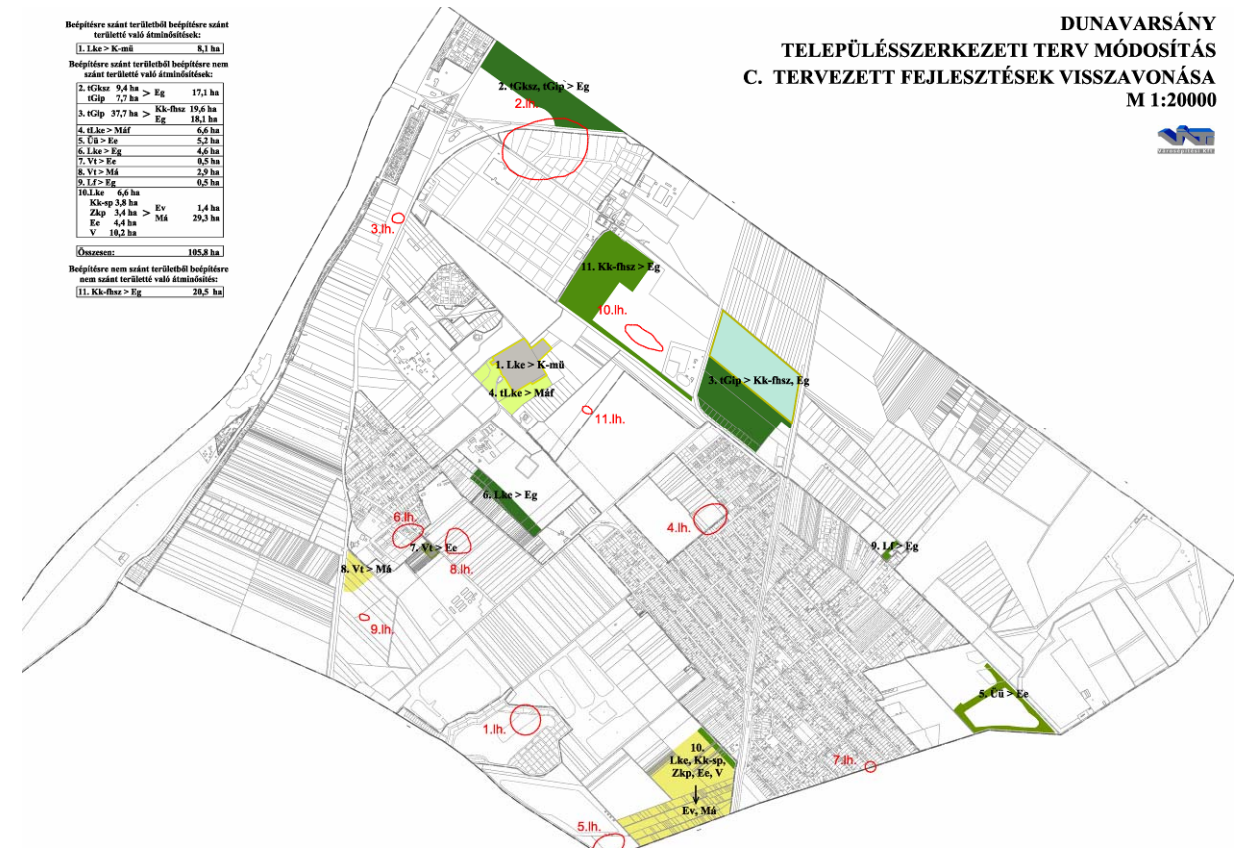 Beépítésre szánt területből beépítésre szánt
területté való átminősítések:
1. Lke > K-mü 8,1 ha
Beépítésre szánt területből beépítésre nem
szánt területté való átminősítések:
2. tGksz 9,4 ha > Eg 17,1 ha
tGip 7,7 ha
3. tGip 37,7 ha > Kk-fhsz 19,6 ha
Eg 18,1 ha
4. tLke > Máf 6,6 ha
5. Üü > Ee 5,2 ha
6. Lke > Eg 4,6 ha
7. Vt > Ee 0,5 ha
8. Vt > Má 2,9 ha
9. Lf > Eg 0,5 ha
10.Lke 6,6 ha
Kk-sp 3,8 ha
Zkp 3,4 ha > Ev 1,4 ha
Ee 4,4 ha Má 29,3 ha
V 10,2 ha
Összesen: 105,8 ha
Beépítésre nem szánt területből beépítésre
nem szánt területté való átminősítés:
11. Kk-fhsz > Eg 20,5 ha
DUNAVARSÁNY
TELEPÜLÉSSZERKEZETI TERV MÓDOSÍTÁS
C. TERVEZETT FEJLESZTÉSEK VISSZAVONÁSA
M 1:20000
2. tGksz, tGip > Eg
2.lh.
3.lh.
11. Kk-fhsz > Eg
10.lh.
1. Lke > K-mü
3. tGip > Kk-fhsz, Eg
4. tLke > Máf
11.lh.
6. Lke > Eg
6.lh.
4.lh.
7. Vt > Ee
9. Lf > Eg
8. Vt > Má
8.lh.
9.lh.
5. Üü > Ee
1.lh.
10.
Lke, Kk-sp,
Zkp, Ee, V
7.lh.
Ev, Má
5.lh.